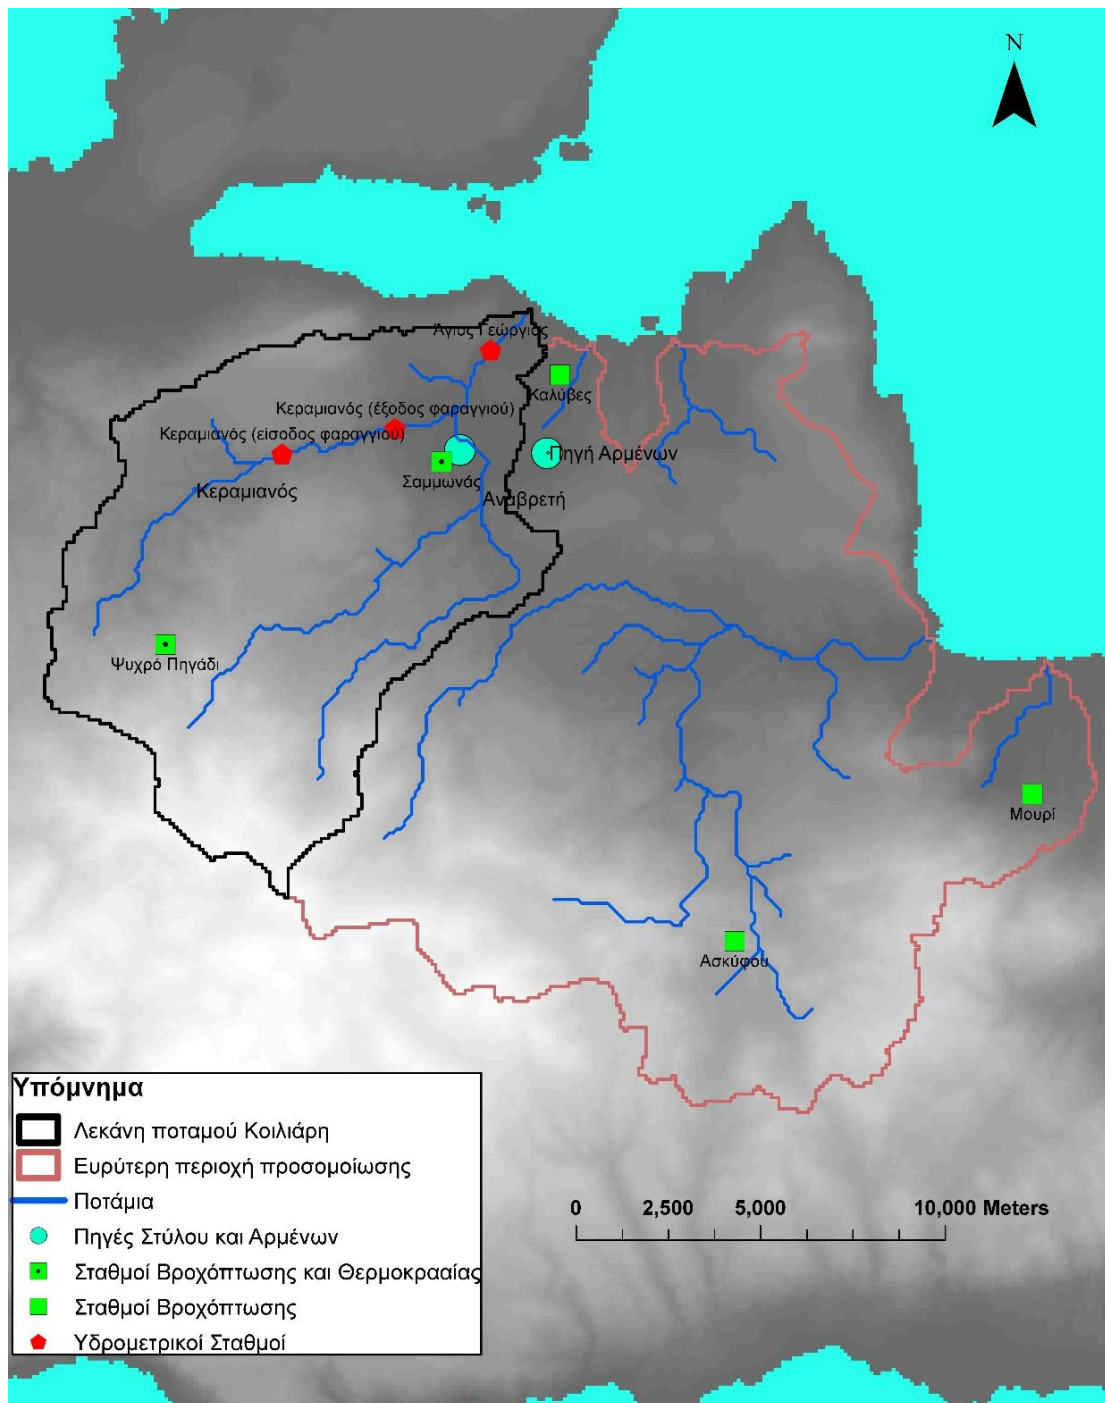 N
Άγιος Γεώργιος
Καλύβες
Κεραμιανός (έξοδος φαραγγιού)
Κεραμιανός (είσοδος φαραγγιού)
Πηγή Αρμένων
Σαμμωνάς
Κεραμιανός
Αναβρετή
Ψυχρό Πηγάδι
Μουρί
Ασκύφου
Υπόμνημα
Λεκάνη ποταμού Κοιλιάρη
Ευρύτερη περιοχή προσομοίωσης
Ποτάμια
Πηγές Στύλου και Αρμένων
Σταθμοί Βροχόπτωσης και Θερμοκρααίας
Σταθμοί Βροχόπτωσης
Υδρομετρικοί Σταθμοί
0 2,500 5,000 10,000 Meters